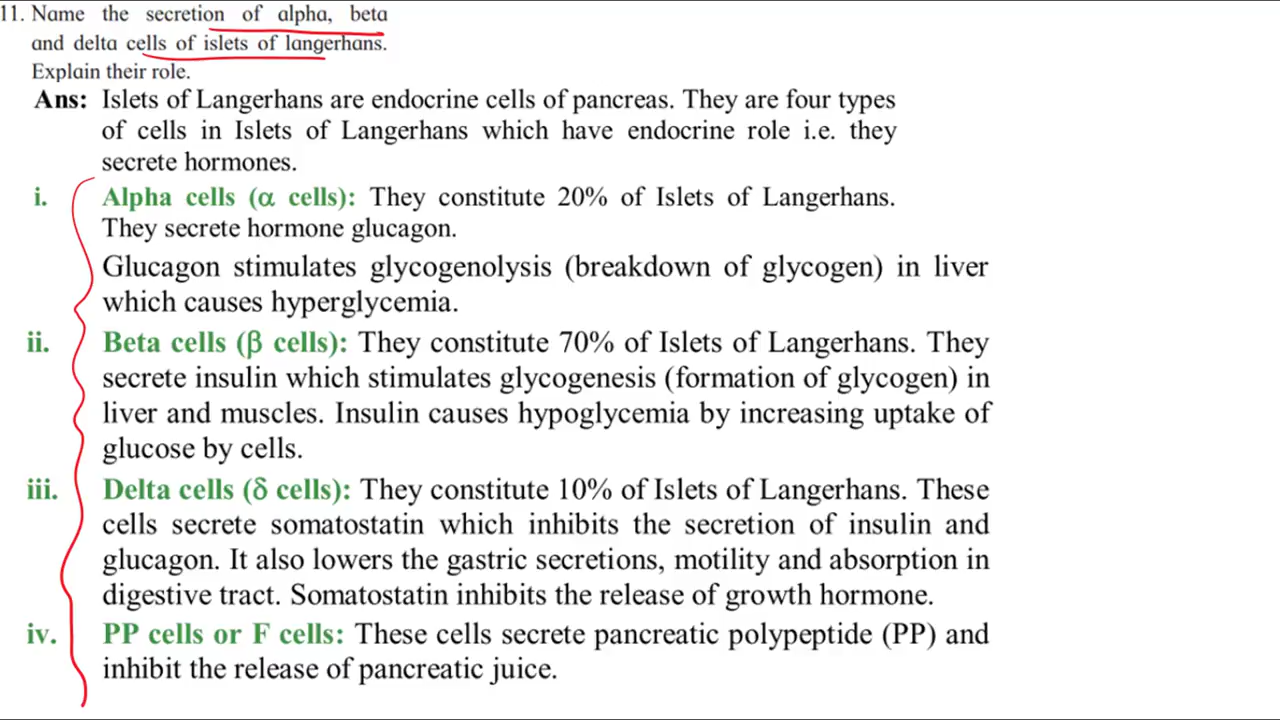 11. Name the secretion of alpha, beta
and delta cells of islets of langerhans.
Explain their role.
Ans: Islets of Langerhans are endocrine cells of pancreas. They are four types
of cells in Islets of Langerhans which have endocrine role i.e. they
secrete hormones.
i. Alpha cells (α cells): They constitute 20% of Islets of Langerhans.
They secrete hormone glucagon.
Glucagon stimulates glycogenolysis (breakdown of glycogen) in liver
which causes hyperglycemia.
ii. Beta cells (β cells): They constitute 70% of Islets of Langerhans. They
secrete insulin which stimulates glycogenesis (formation of glycogen) in
liver and muscles. Insulin causes hypoglycemia by increasing uptake of
glucose by cells.
iii. Delta cells (δ cells): They constitute 10% of Islets of Langerhans. These
cells secrete somatostatin which inhibits the secretion of insulin and
glucagon. It also lowers the gastric secretions, motility and absorption in
digestive tract. Somatostatin inhibits the release of growth hormone.
iv. PP cells or F cells: These cells secrete pancreatic polypeptide (PP) and
inhibit the release of pancreatic juice.